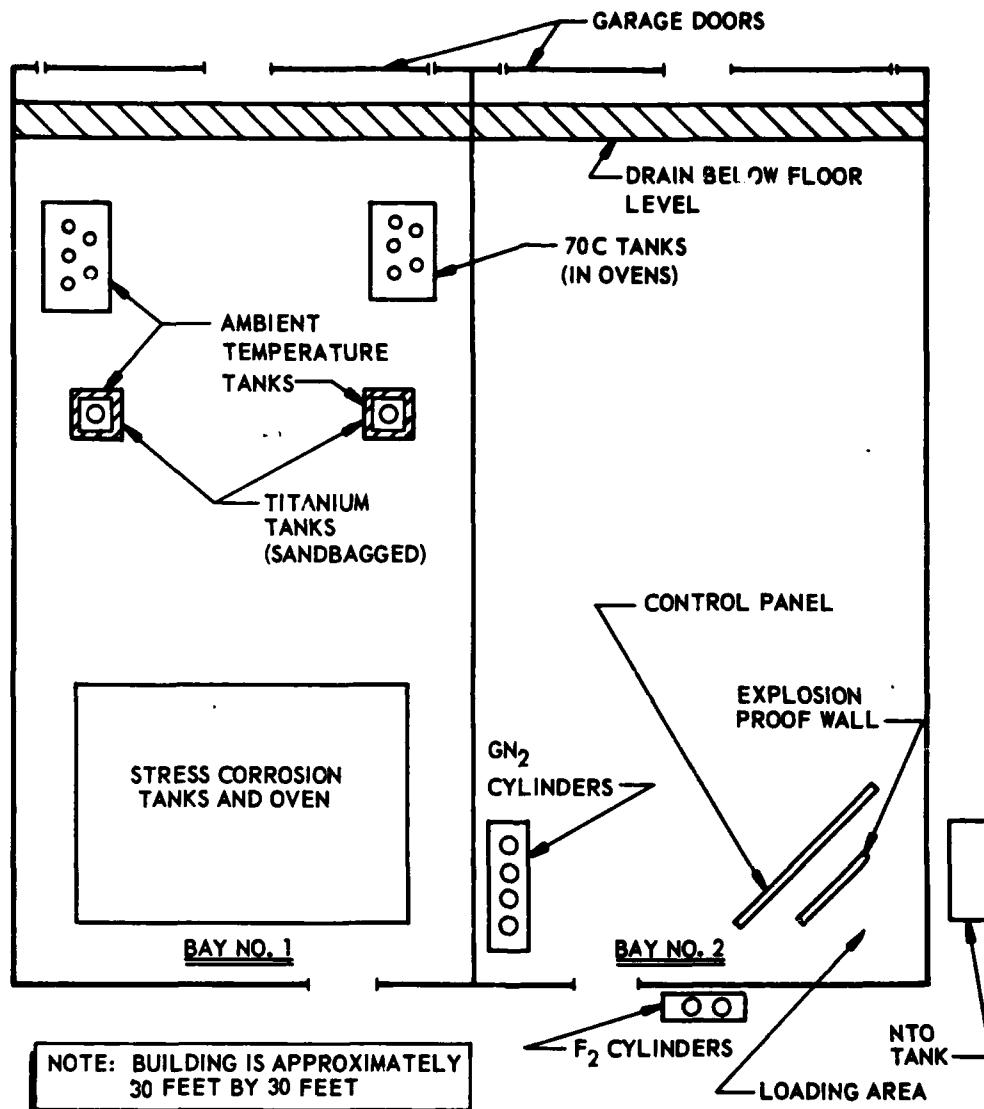 GARAGE DOORS
DRAIN BELOW FLOOR
LEVEL
70C TANKS
(IN OVENS)
AMBIENT
TEMPERATURE
TANKS
TITANIUM
TANKS
(SANDBAGGED)
CONTROL PANEL
EXPLOSION
PROOF WALL
GN2
CYLINDERS
STRESS CORROSION
TANKS AND OVEN
BAY NO. 1
BAY NO. 2
F2 CYLINDERS
NTO
TANK
LOADING AREA
NOTE: BUILDING IS APPROXIMATELY
30 FEET BY 30 FEET